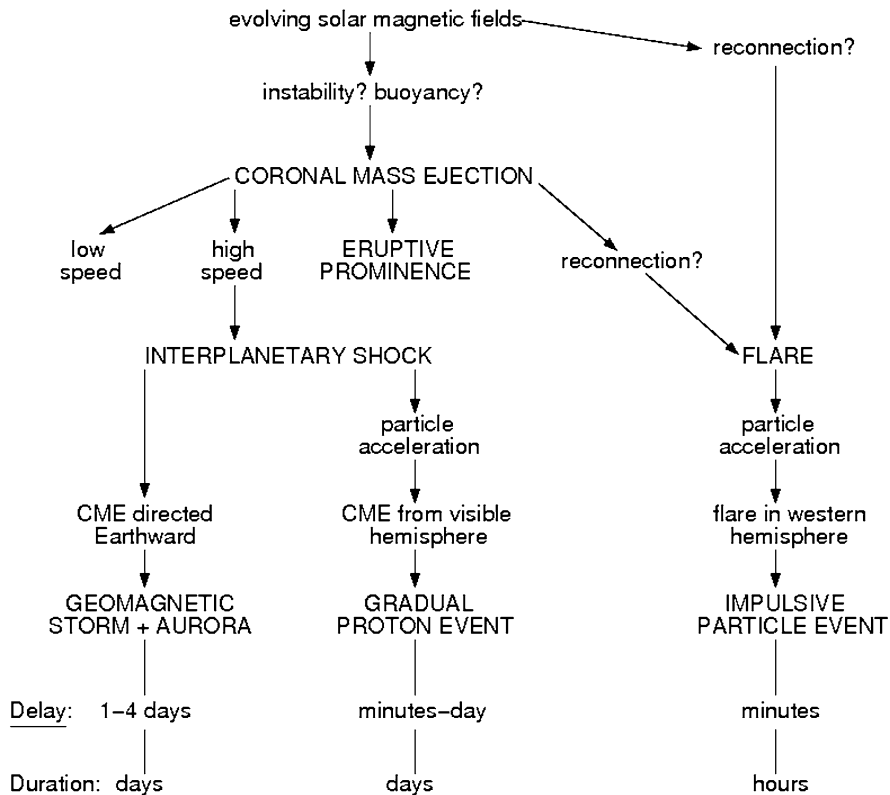 evolving solar magnetic fields
reconnection?
instability? buoyancy?
CORONAL MASS EJECTION
low
speed
high
speed
ERUPTIVE
PROMINENCE
reconnection?
INTERPLANETARY SHOCK
FLARE
particle
acceleration
particle
acceleration
CME directed
Earthward
CME from visible
hemisphere
flare in western
hemisphere
GEOMAGNETIC
STORM + AURORA
GRADUAL
PROTON EVENT
IMPULSIVE
PARTICLE EVENT
Delay: 1–4 days minutes–day minutes
Duration: days days hours